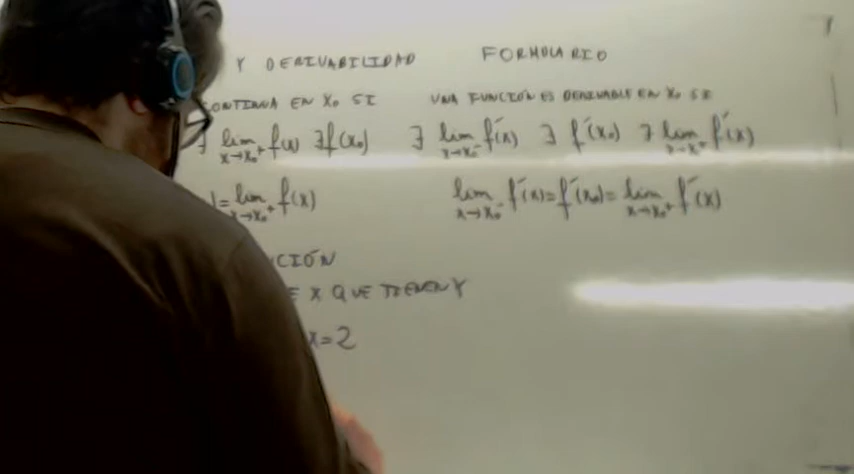 Y DERIVABILIDAD FORMULARIO
CONTINUA EN X₀ SI UNA FUNCIÓN ES DERIVABLE EN X₀ SI
∃ lim x→x₀⁺ f(x) ∃f(x₀) ∃ lim x→x₀⁻ f´(x) ∃ f´(x₀) ∃ lim x→x₀⁺ f´(x)
)= lim x→x₀⁺ f(x) lim x→x₀⁻ f´(x)=f´(x₀)= lim x→x₀⁺ f´(x)
CIÓN
E X QUE TIENEN Y
x=2